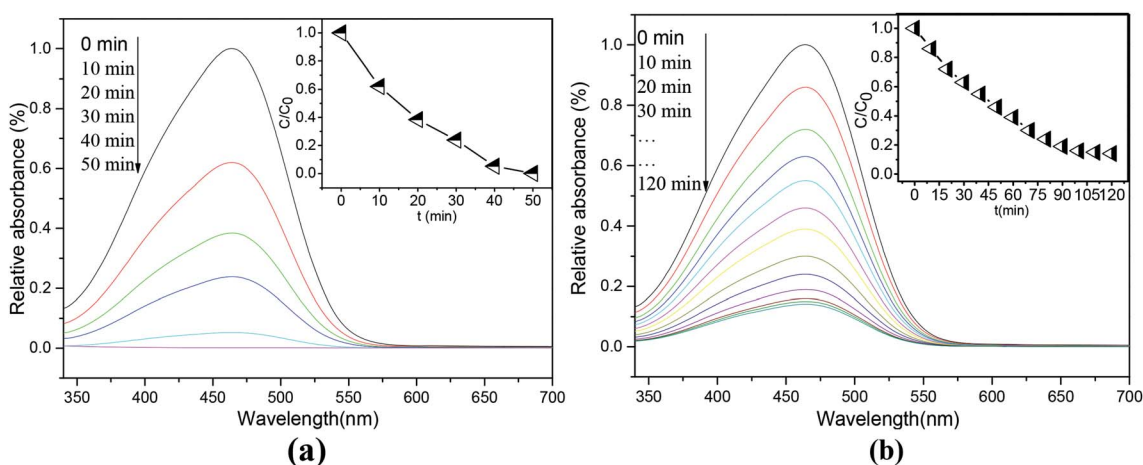 0 min
10 min
20 min
30 min
40 min
50 min
Relative absorbance (%)
1.0
0.8
0.6
0.4
0.2
0.0
350 400 450 500 550 600 650 700
Wavelength(nm)
C/C0
1.0
0.8
0.6
0.4
0.2
0.0
0 10 20 30 40 50
t (min)
(a)
0 min
10 min
20 min
30 min
...
...
120 min
Relative absorbance (%)
1.0
0.8
0.6
0.4
0.2
0.0
350 400 450 500 550 600 650 700
Wavelength(nm)
C/C0
1.0
0.8
0.6
0.4
0.2
0.0
0 15 30 45 60 75 90 105120
t(min)
(b)